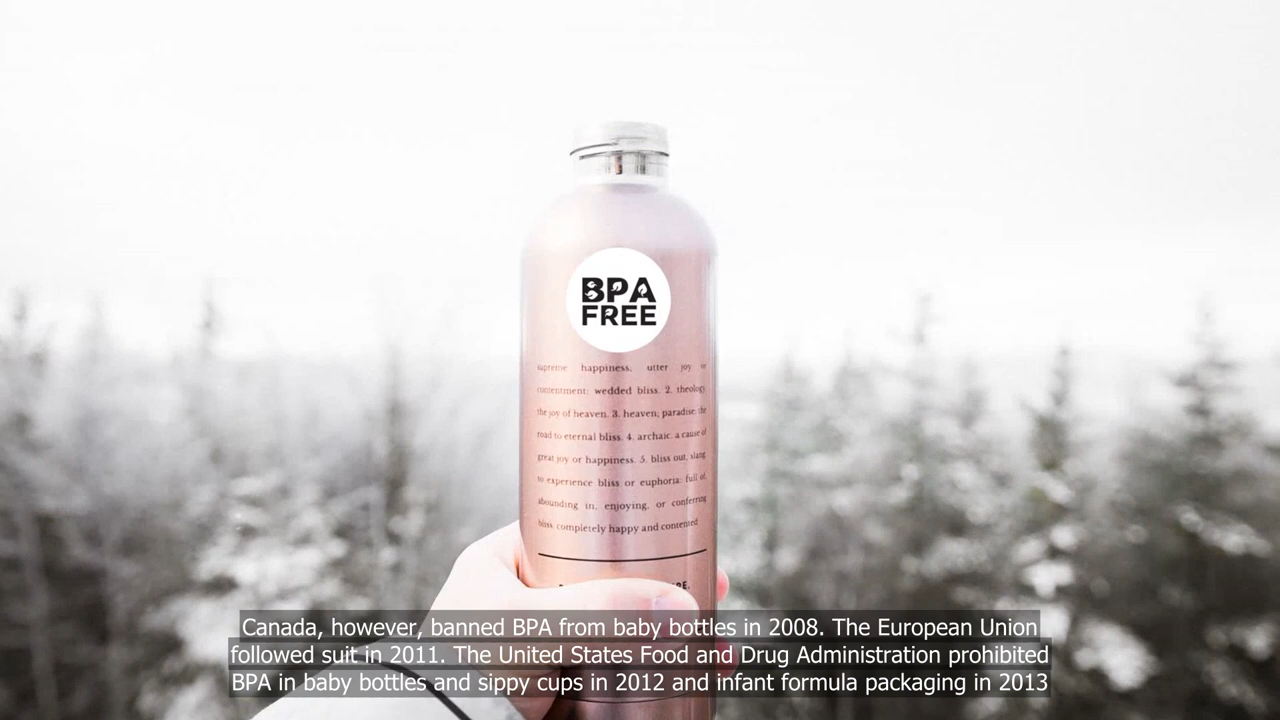 BPA
FREE
supreme happiness; utter joy or
contentment: wedded bliss. 2. theology,
the joy of heaven. 3. heaven; paradise: the
road to eternal bliss. 4. archaic. a cause of
great joy or happiness. 5. bliss out, slang
to experience bliss or euphoria: full of,
abounding in, enjoying, or conferring
bliss completely happy and contented
Canada, however, banned BPA from baby bottles in 2008. The European Union
followed suit in 2011. The United States Food and Drug Administration prohibited
BPA in baby bottles and sippy cups in 2012 and infant formula packaging in 2013